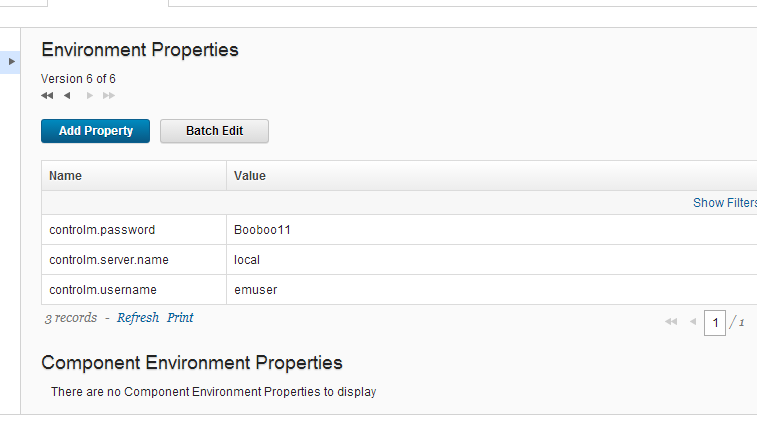 Environment Properties
Version 6 of 6
Add Property Batch Edit
Name Value
Show Filters
controlm.password Booboo11
controlm.server.name local
controlm.username emuser
3 records - Refresh Print 1 / 1
Component Environment Properties
There are no Component Environment Properties to display